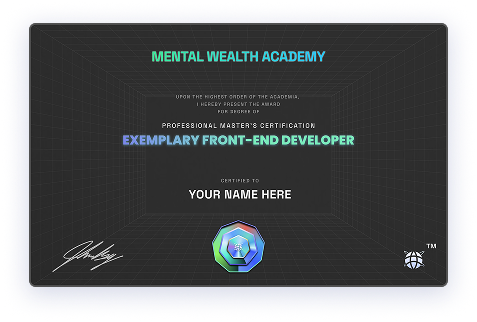 MENTAL WEALTH ACADEMY
UPON THE HIGHEST ORDER OF THE ACADEMIA,
I HEREBY PRESENT THE AWARD
FOR DEGREE OF
PROFESSIONAL MASTER'S CERTIFICATION
EXEMPLARY FRONT-END DEVELOPER
CERTIFIED TO
YOUR NAME HERE
TM